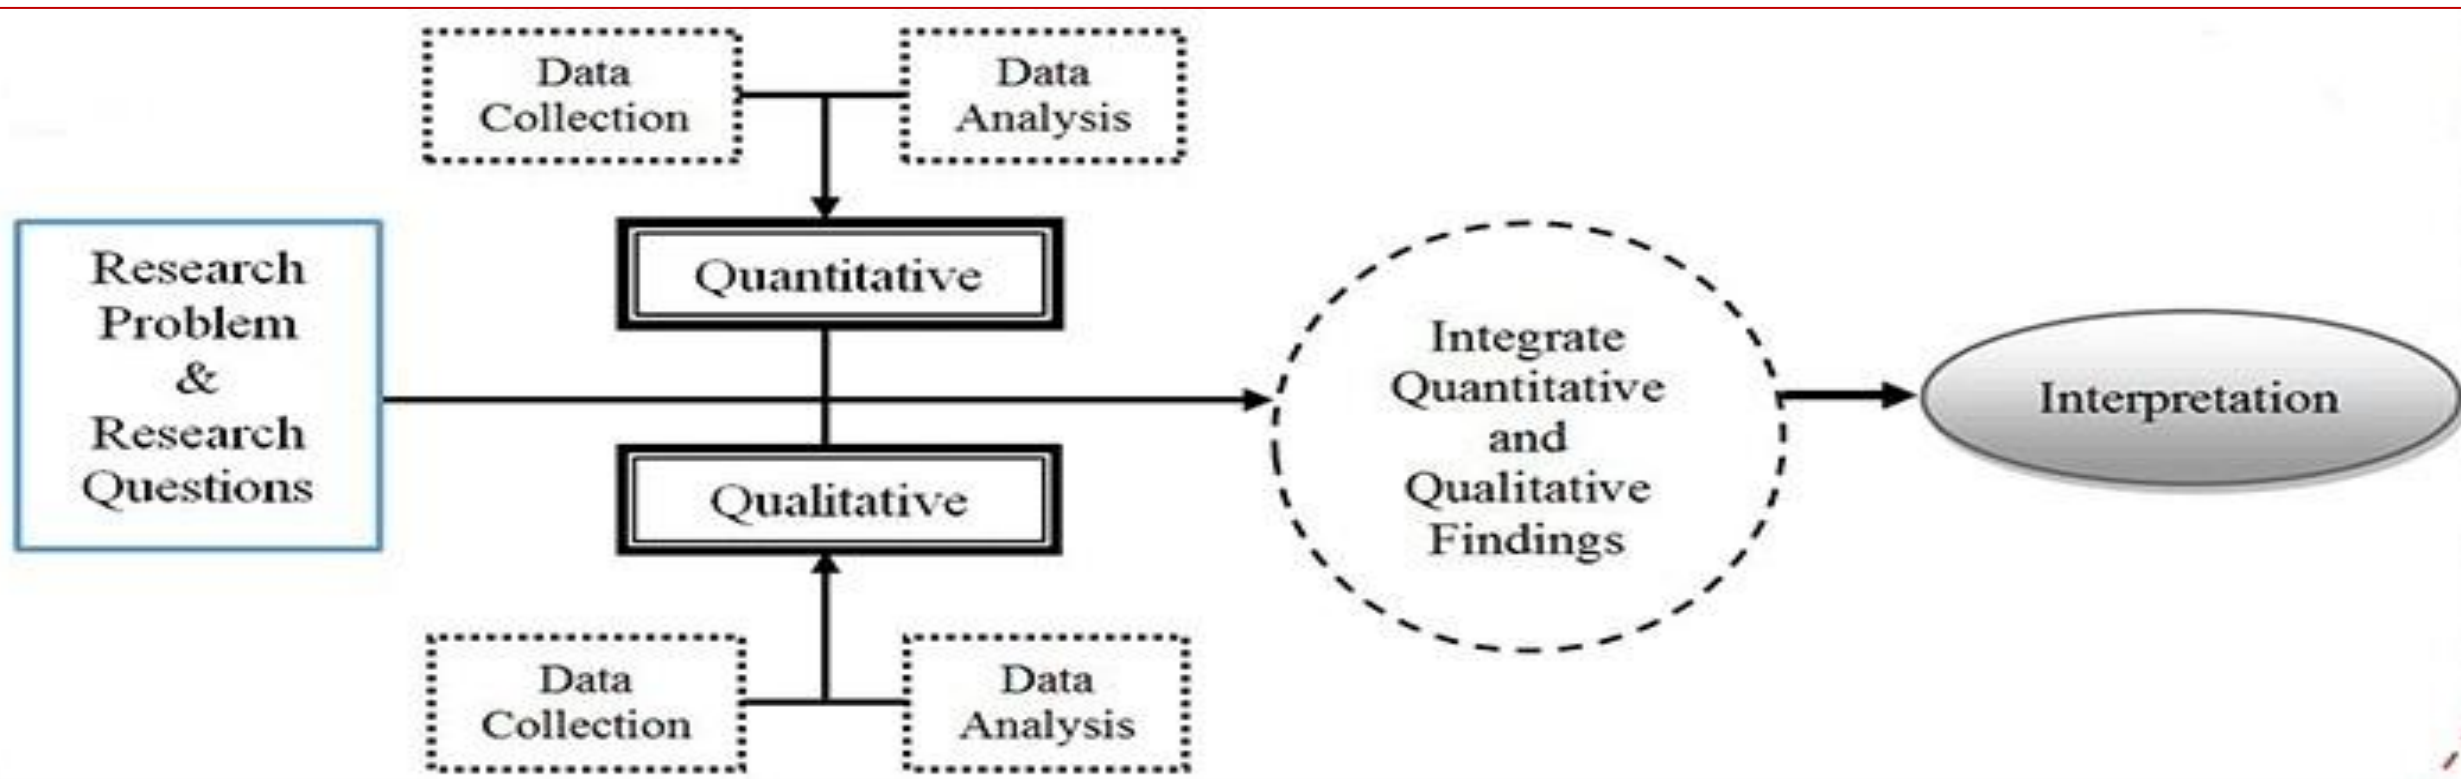 Data
Collection
Data
Analysis
Research
Problem
&
Research
Questions
Quantitative
Qualitative
Integrate
Quantitative
and
Qualitative
Findings
Interpretation
Data
Collection
Data
Analysis